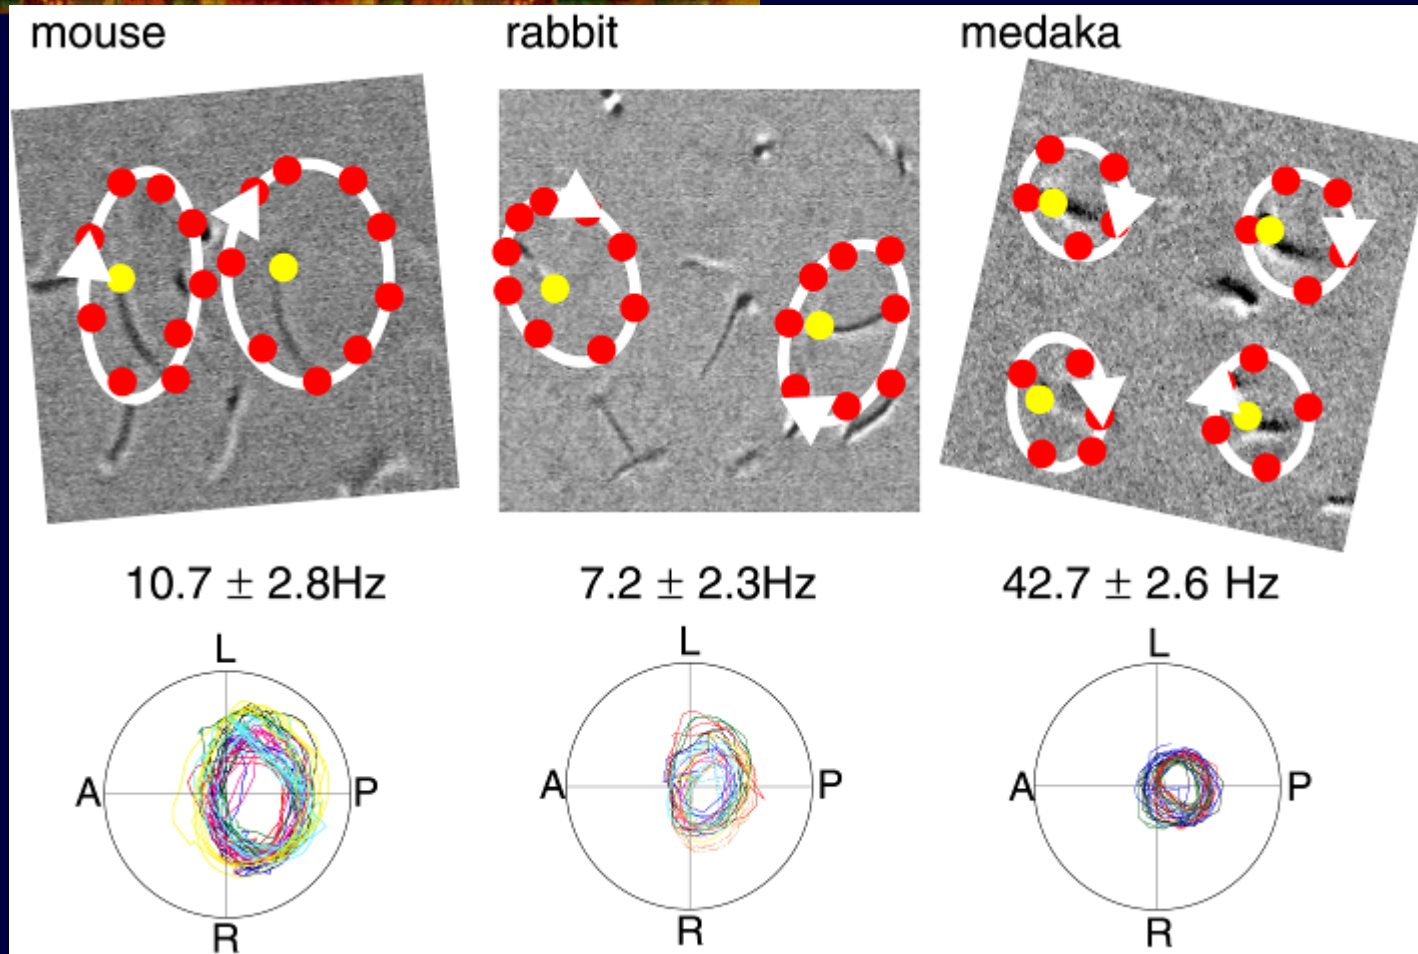 mouse
rabbit
medaka
10.7 ± 2.8Hz
7.2 ± 2.3Hz
42.7 ± 2.6 Hz
L
A
P
R
L
A
P
R
L
A
P
R